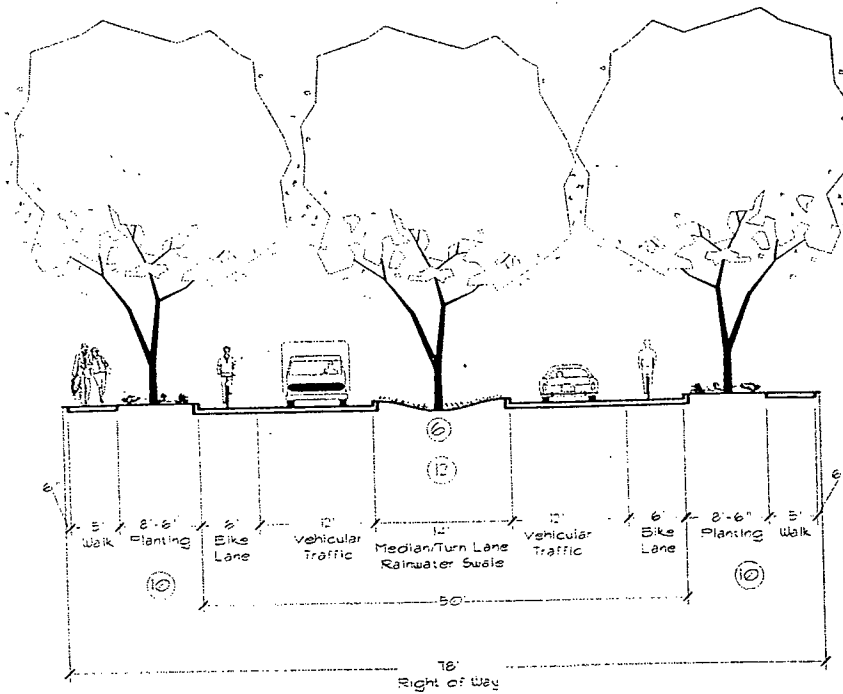 6
12
6"
5'
Walk
8'-6"
Planting
6'
Bike
Lane
12'
Vehicular
Traffic
14'
Median/Turn Lane
Rainwater Swale
12'
Vehicular
Traffic
6'
Bike
Lane
8'-6"
Planting
5'
Walk
6"
10
10
50'
78'
Right of Way